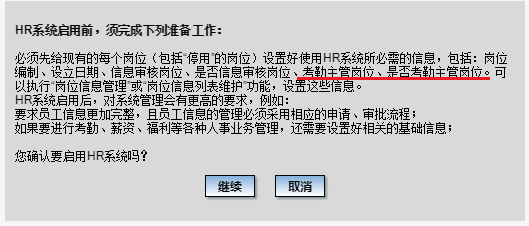 HR系统启用前，须完成下列准备工作：
必须先给现有的每个岗位（包括“停用”的岗位）设置好使用HR系统所必需的信息，包括：岗位
编制、设立日期、信息审核岗位、是否信息审核岗位、考勤主管岗位、是否考勤主管岗位。可
以执行“岗位信息管理”或“岗位信息列表维护”功能，设置这些信息。
HR系统启用后，对系统管理会有更高的要求，例如：
要求员工信息更加完整，且员工信息的管理必须采用相应的申请、审批流程；
如果要进行考勤、薪资、福利等各种人事业务管理，还需要设置好相关的基础信息；
您确认要启用HR系统吗？
继续 取消